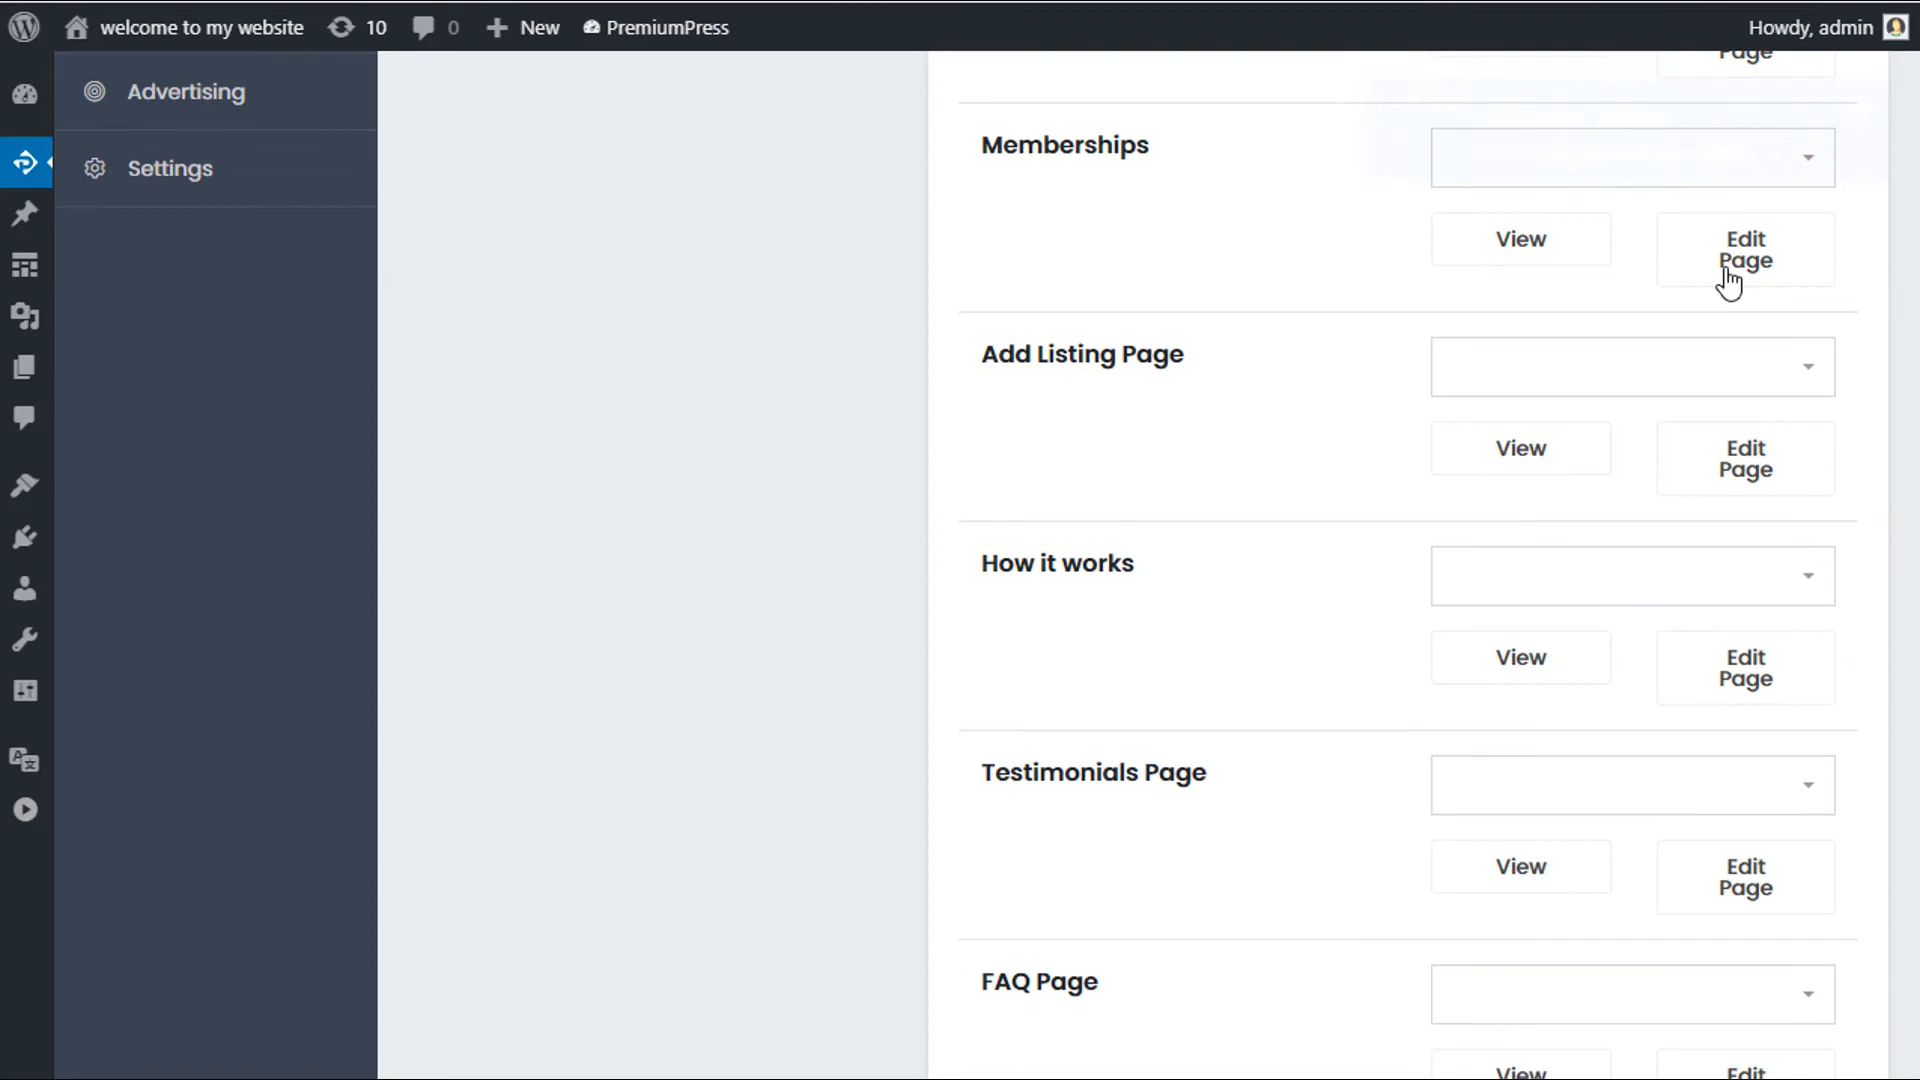 welcome to my website 10 0 New PremiumPress Howdy, admin
Page
Advertising
Settings
Memberships
View Edit
Page
Add Listing Page
View Edit
Page
How it works
View Edit
Page
Testimonials Page
View Edit
Page
FAQ Page
View Edit